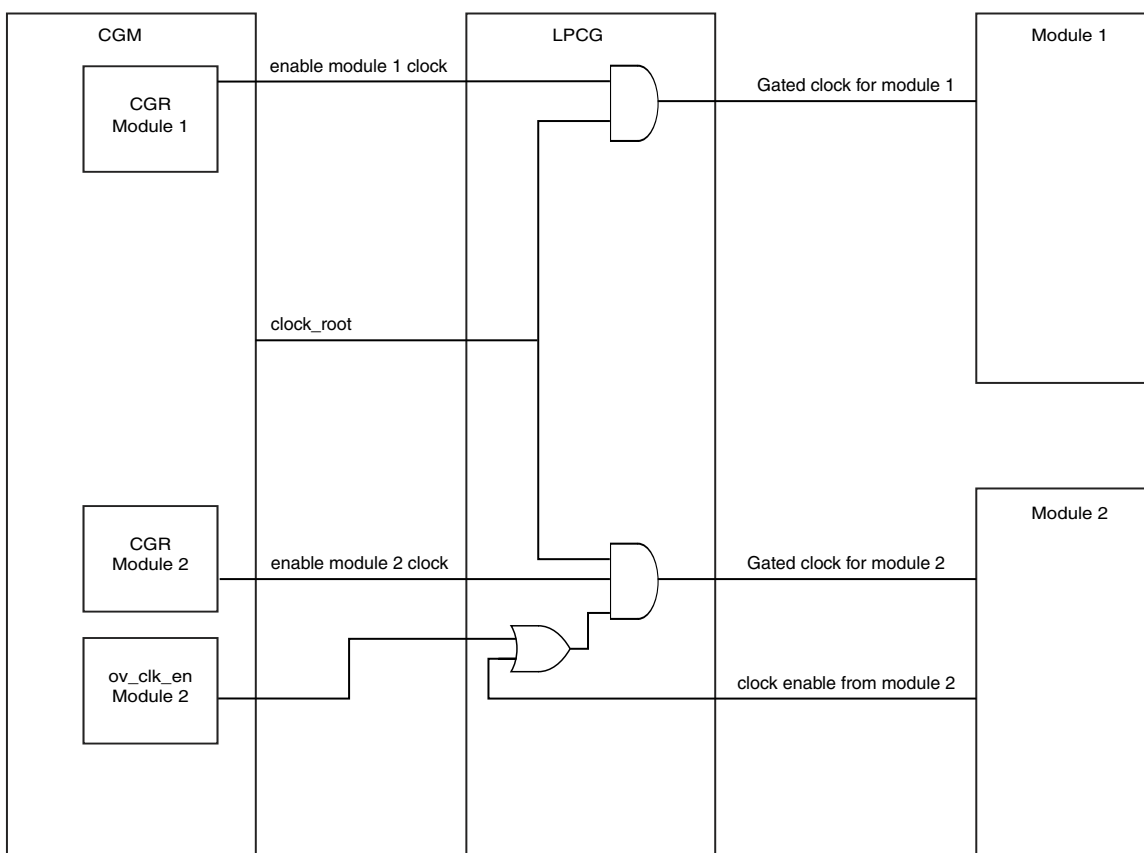 CGM
LPCG
Module 1
CGR
Module 1
enable module 1 clock
Gated clock for module 1
clock_root
CGR
Module 2
enable module 2 clock
Gated clock for module 2
Module 2
ov_clk_en
Module 2
clock enable from module 2